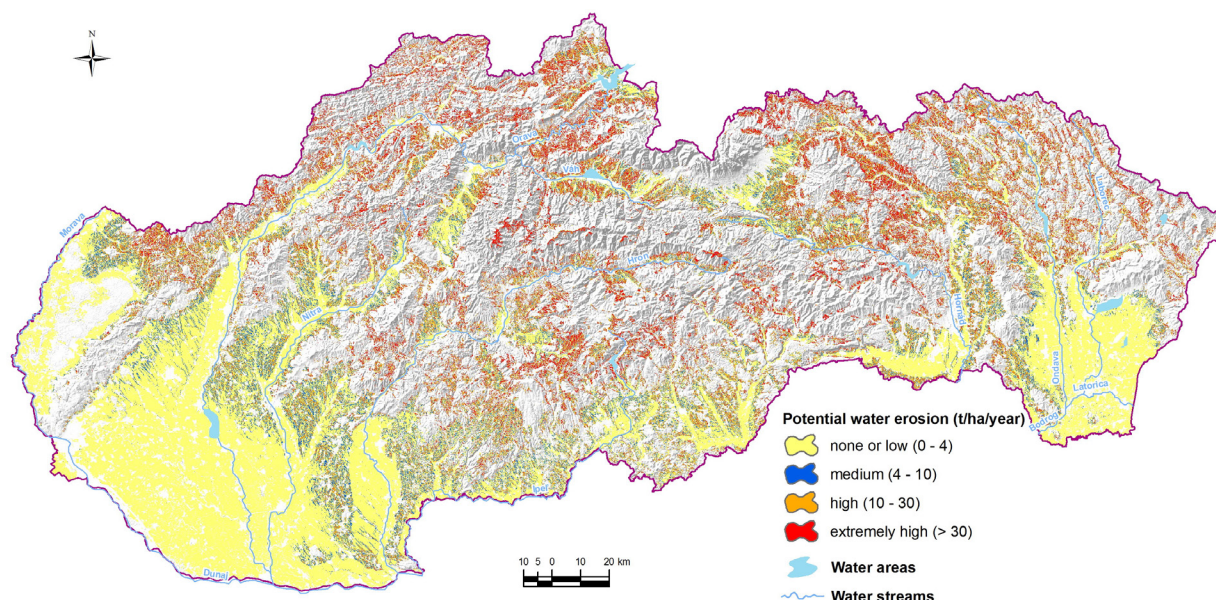 N
Orava
Váh
Laborec
Morava
Hron
Nitra
Hornád
Ondava
Latorica
Bodrog
Ipeľ
Dunaj
Potential water erosion (t/ha/year)
none or low (0 - 4)
medium (4 - 10)
high (10 - 30)
extremely high (> 30)
10 5 0 10 20 km
Water areas
Water streams